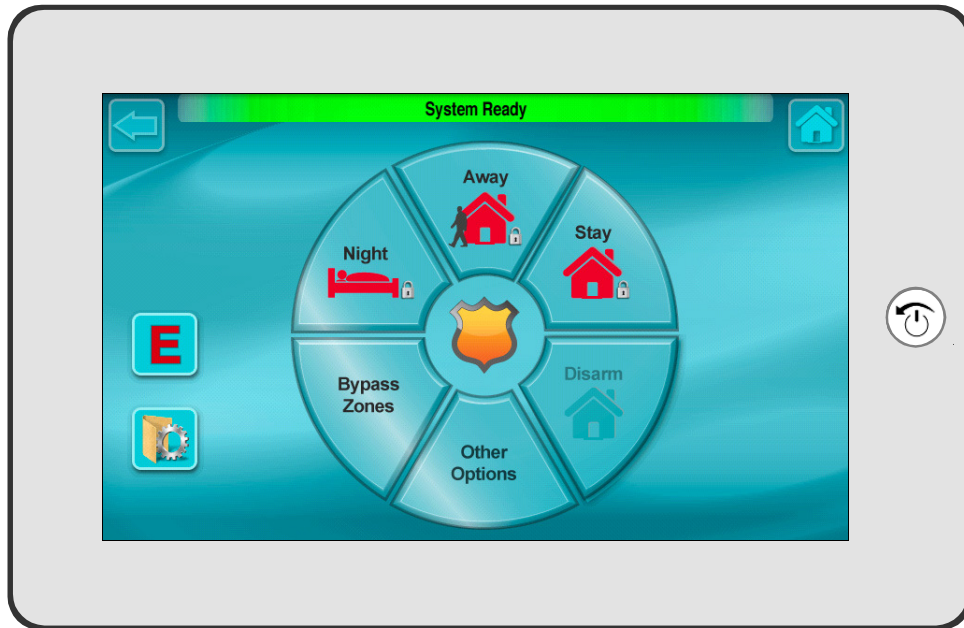 System Ready
Away
Stay
Night
Disarm
Bypass
Zones
Other
Options
E